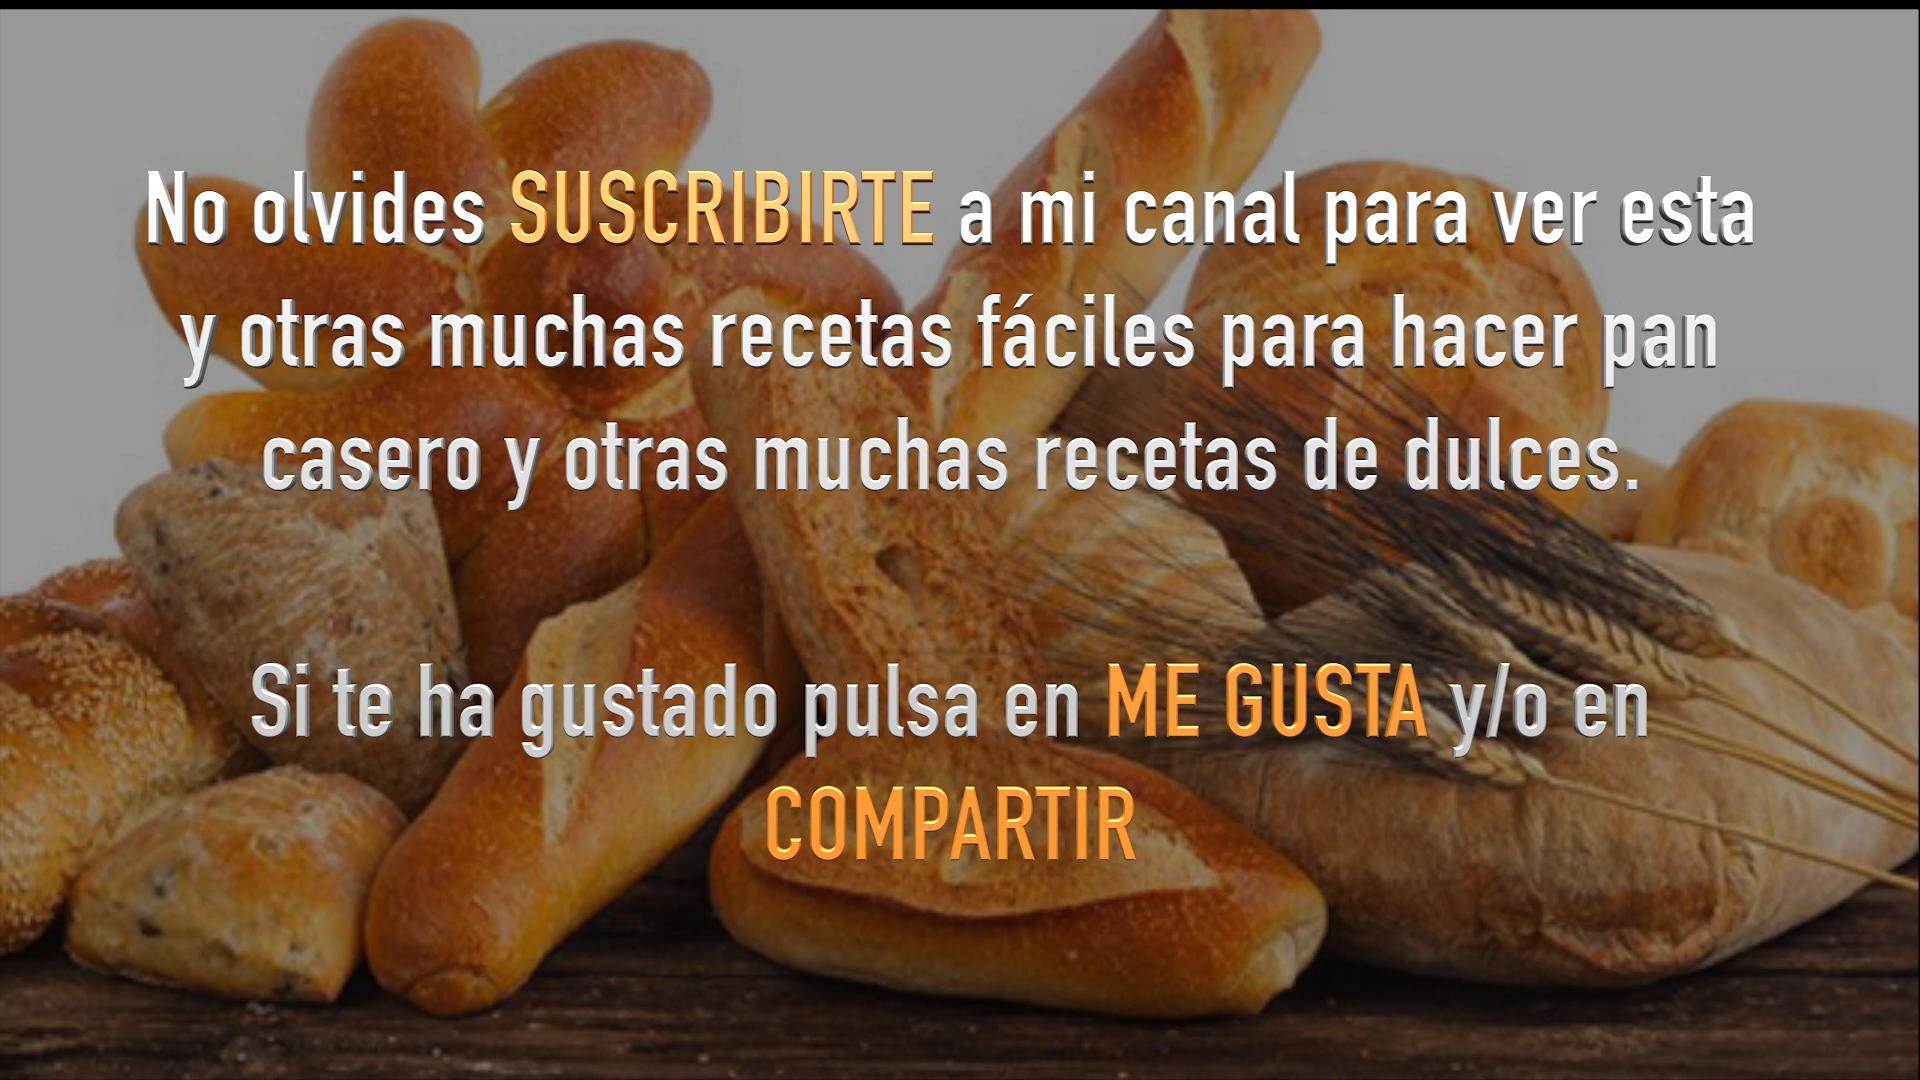 No olvides SUSCRIBIRTE a mi canal para ver esta
y otras muchas recetas fáciles para hacer pan
casero y otras muchas recetas de dulces.
Si te ha gustado pulsa en ME GUSTA y/o en
COMPARTIR